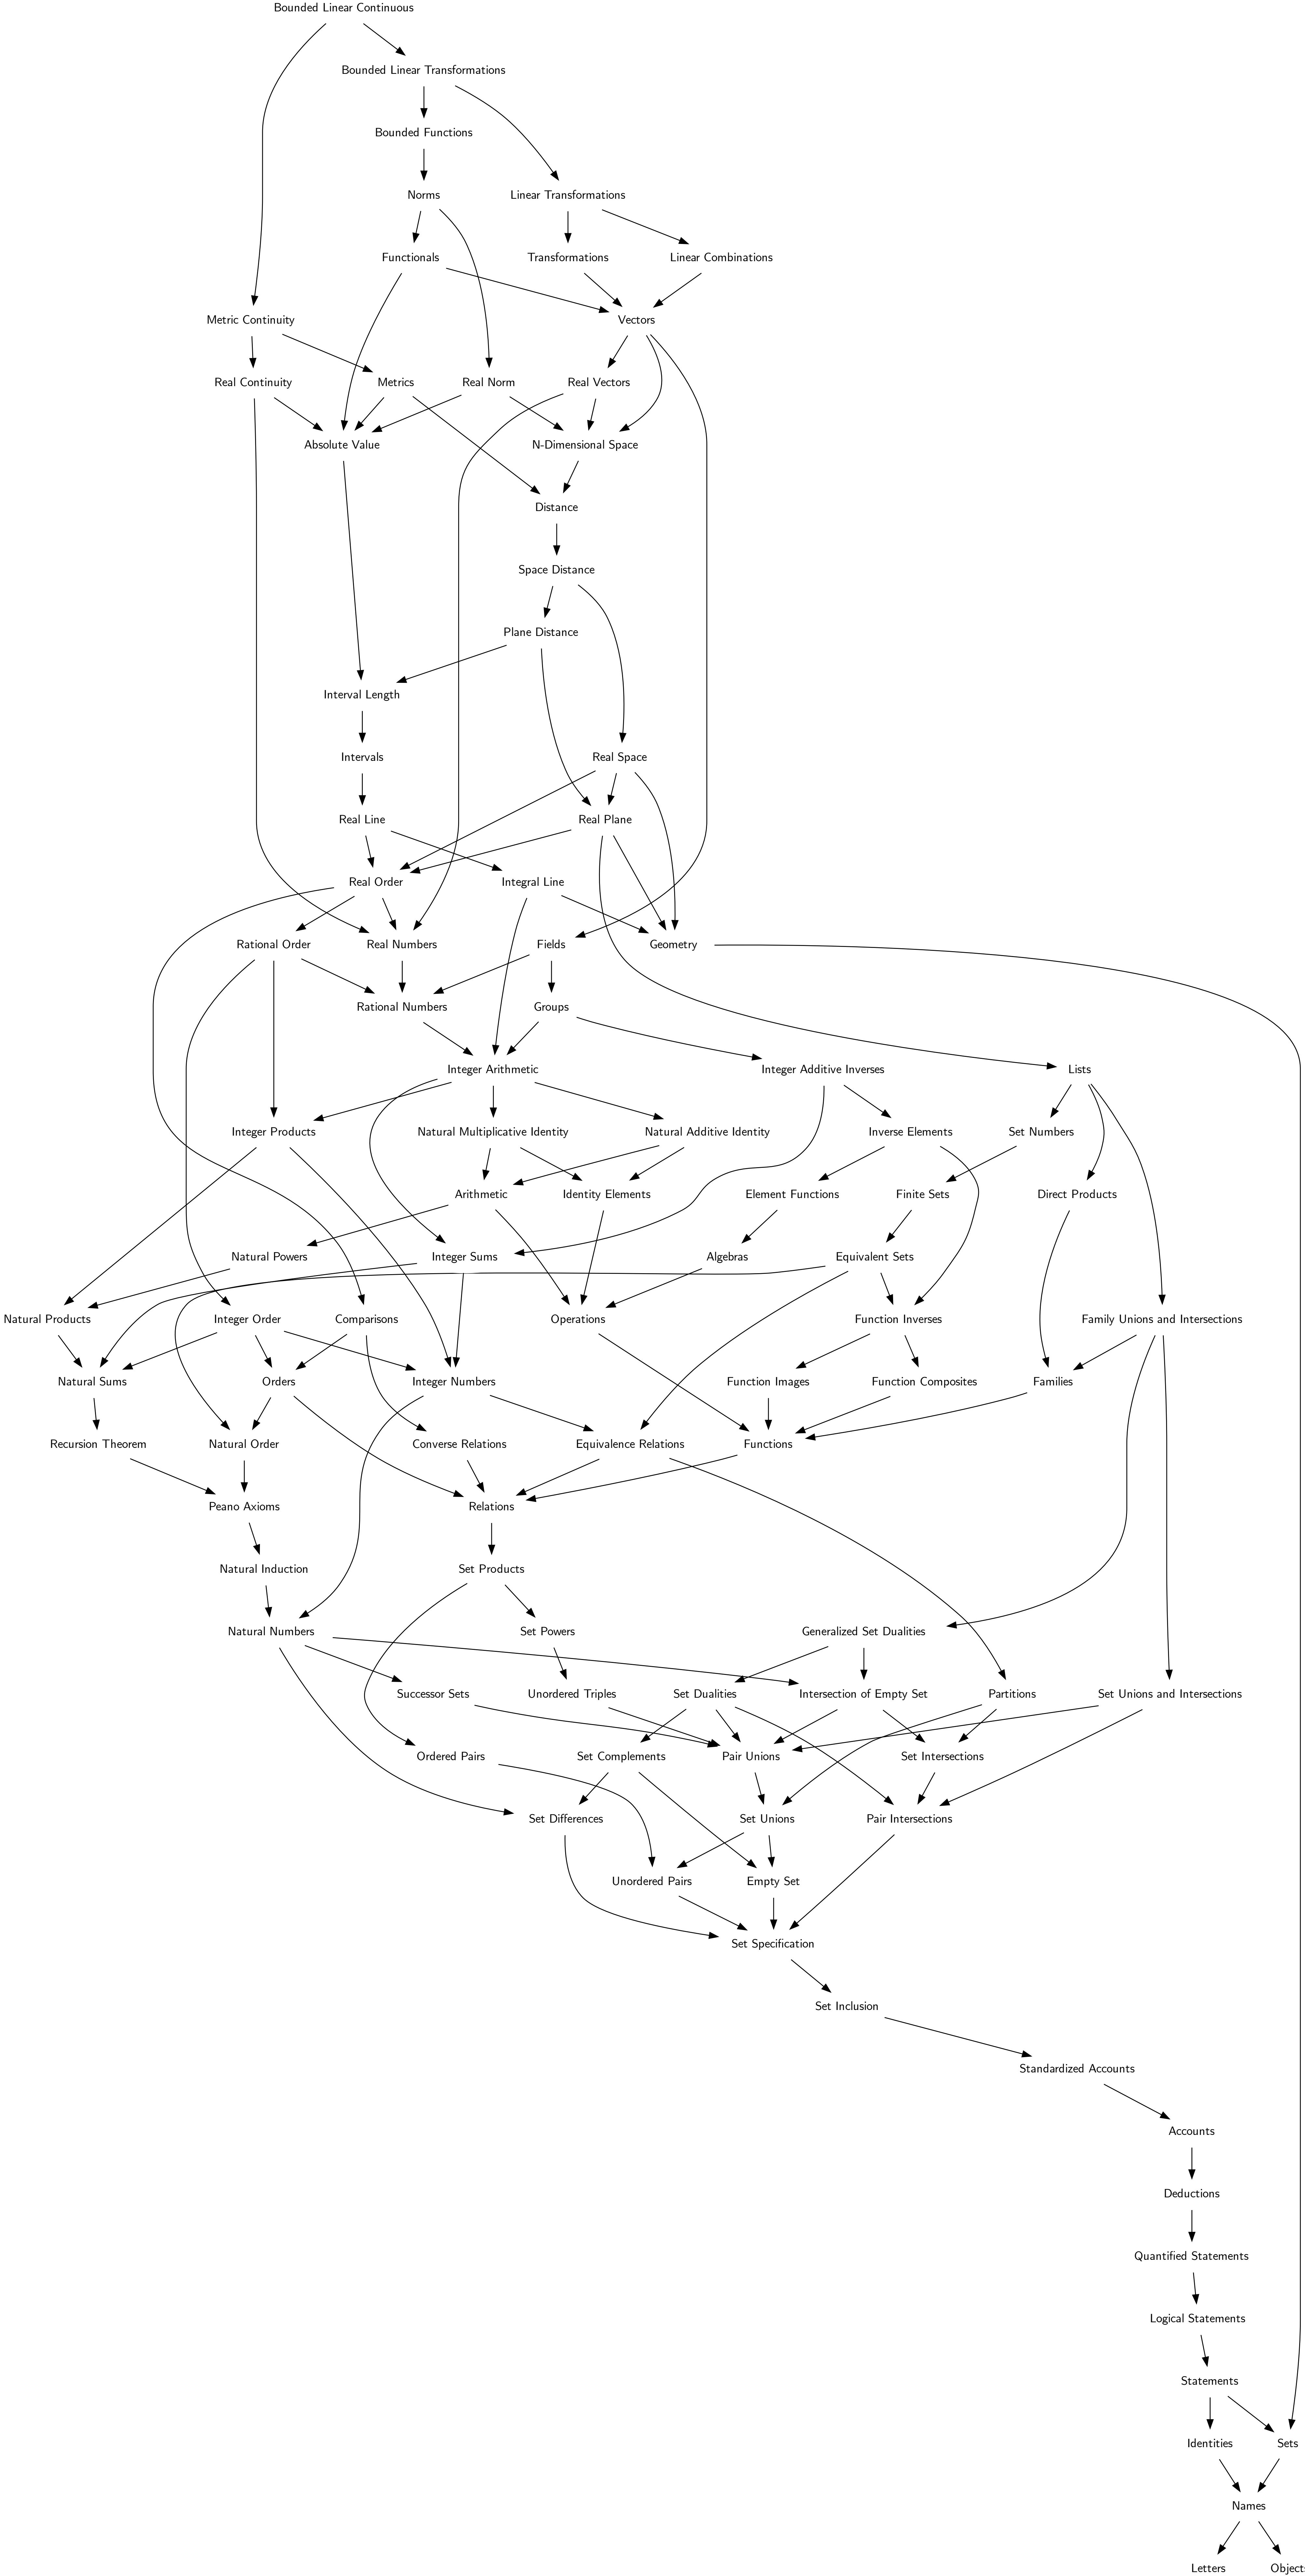 Bounded Linear Continuous
Bounded Linear Transformations
Bounded Functions
Norms
Linear Transformations
Functionals
Transformations
Linear Combinations
Metric Continuity
Vectors
Real Continuity
Metrics
Real Norm
Real Vectors
Absolute Value
N-Dimensional Space
Distance
Space Distance
Plane Distance
Interval Length
Intervals
Real Space
Real Line
Real Plane
Real Order
Integral Line
Rational Order
Real Numbers
Fields
Geometry
Rational Numbers
Groups
Integer Arithmetic
Integer Additive Inverses
Lists
Integer Products
Natural Multiplicative Identity
Natural Additive Identity
Inverse Elements
Set Numbers
Arithmetic
Identity Elements
Element Functions
Finite Sets
Direct Products
Natural Powers
Integer Sums
Algebras
Equivalent Sets
Natural Products
Integer Order
Comparisons
Operations
Function Inverses
Family Unions and Intersections
Natural Sums
Orders
Integer Numbers
Function Images
Function Composites
Families
Recursion Theorem
Natural Order
Converse Relations
Equivalence Relations
Functions
Peano Axioms
Relations
Natural Induction
Set Products
Natural Numbers
Set Powers
Generalized Set Dualities
Successor Sets
Unordered Triples
Set Dualities
Intersection of Empty Set
Partitions
Set Unions and Intersections
Ordered Pairs
Set Complements
Pair Unions
Set Intersections
Set Differences
Set Unions
Pair Intersections
Unordered Pairs
Empty Set
Set Specification
Set Inclusion
Standardized Accounts
Accounts
Deductions
Quantified Statements
Logical Statements
Statements
Identities
Sets
Names
Letters
Object